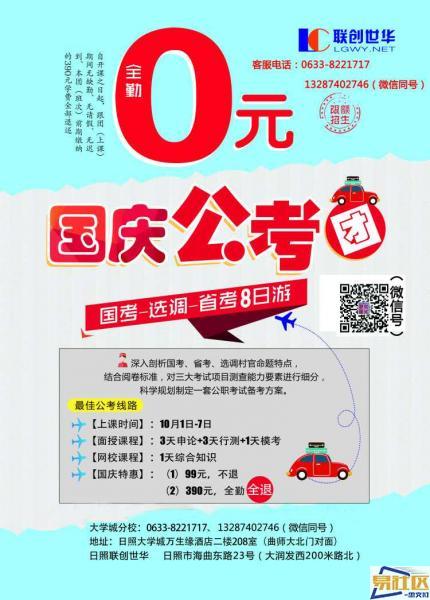 联创世华
LGWY.NET
客服电话：0633-8221717
13287402746（微信同号）
限额
招生
全勤
0元
自开课之日起，跟团（上课）
期间无缺勤、无请假、无迟
到，本团（班次）前期缴纳
的390元学费全部退还
国庆公考团
国考-选调-省考8日游
（微信号）
深入剖析国考、省考、选调村官命题特点，
结合阅卷标准，对三大考试项目测查能力要素进行细分，
科学规划制定一套公职考试备考方案。
最佳公考线路
【上课时间】：10月1日-7日
【面授课程】：3天申论+3天行测+1天模考
【网校课程】：1天综合知识
【国庆特惠】：（1）99元，不退
（2）390元，全勤全退
大学城分校：0633-8221717、13287402746（微信同号）
地址：日照大学城万生缘酒店二楼208室（曲师大北门对面）
日照联创世华 日照市海曲东路23号（大润发西200米路北）
易社区